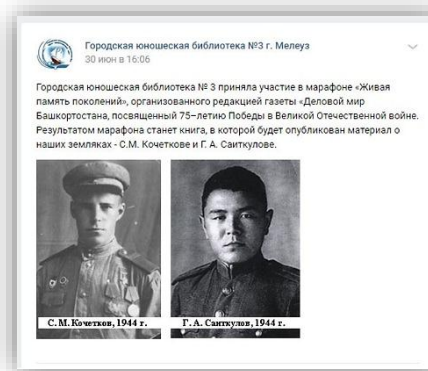 Городская юношеская библиотека №3 г. Мелеуз
30 июн в 16:06
Городская юношеская библиотека № 3 приняла участие в марафоне «Живая
память поколений», организованного редакцией газеты «Деловой мир
Башкортостана, посвященный 75–летию Победы в Великой Отечественной войне.
Результатом марафона станет книга, в которой будет опубликован материал о
наших земляках - С.М. Кочеткове и Г. А. Саиткулове.
С. М. Кочетков, 1944 г.
Г. А. Саиткулов, 1944 г.